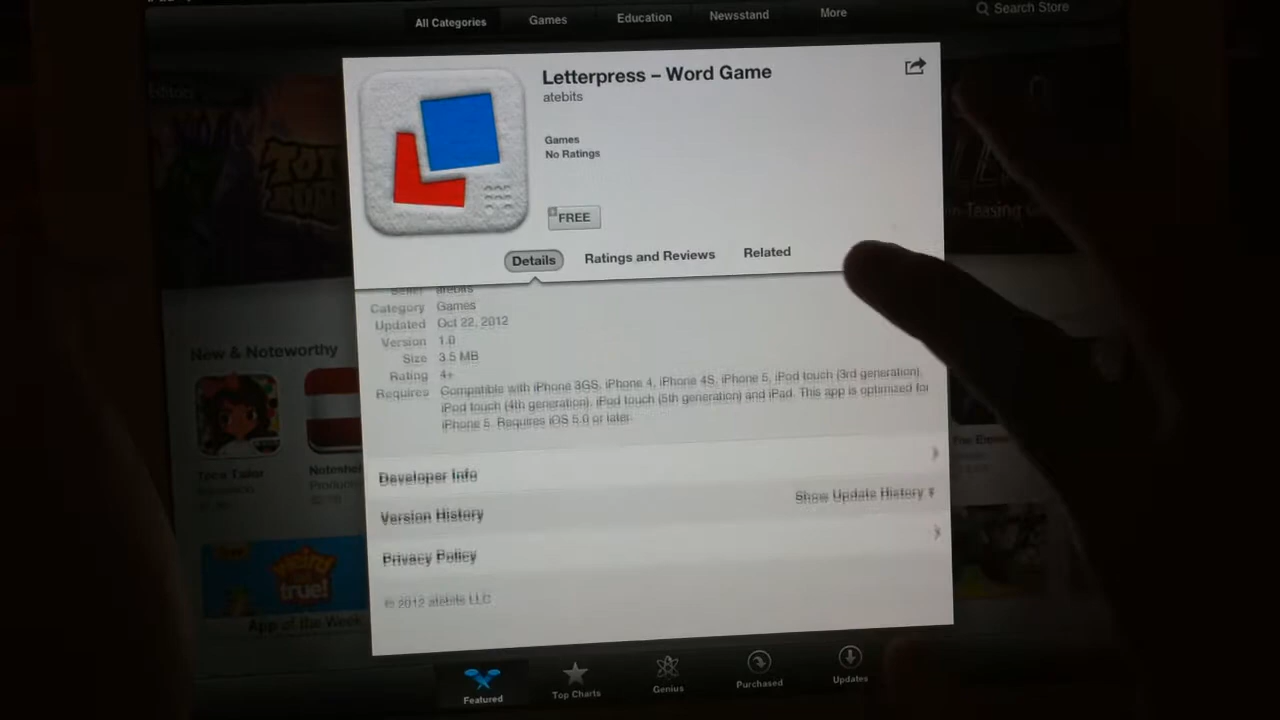 All Categories
Games
Education
Newsstand
More
Search Store
Letterpress – Word Game
atebits
Games
No Ratings
FREE
Details
Ratings and Reviews
Related
atebits
Category Games
Updated Oct 22, 2012
Version 1.0
Size 3.5 MB
Rating 4+
Requires Compatible with iPhone 3GS, iPhone 4, iPhone 4S, iPhone 5, iPod touch (3rd generation),
iPod touch (4th generation), iPod touch (5th generation) and iPad. This app is optimized for
iPhone 5. Requires iOS 5.0 or later.
Developer Info
Version History
Show Update History
Privacy Policy
© 2012 atebits LLC
New & Noteworthy
Toca Tailor
weird
but
true!
App of the Week
-Teasing
Featured
Top Charts
Genius
Purchased
Updates